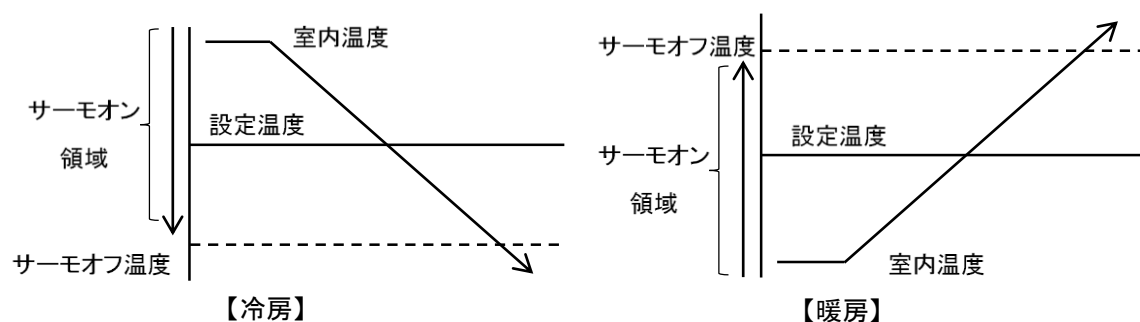 室内温度
サーモオン
領域
設定温度
サーモオフ温度
【冷房】
サーモオフ温度
設定温度
サーモオン
領域
室内温度
【暖房】